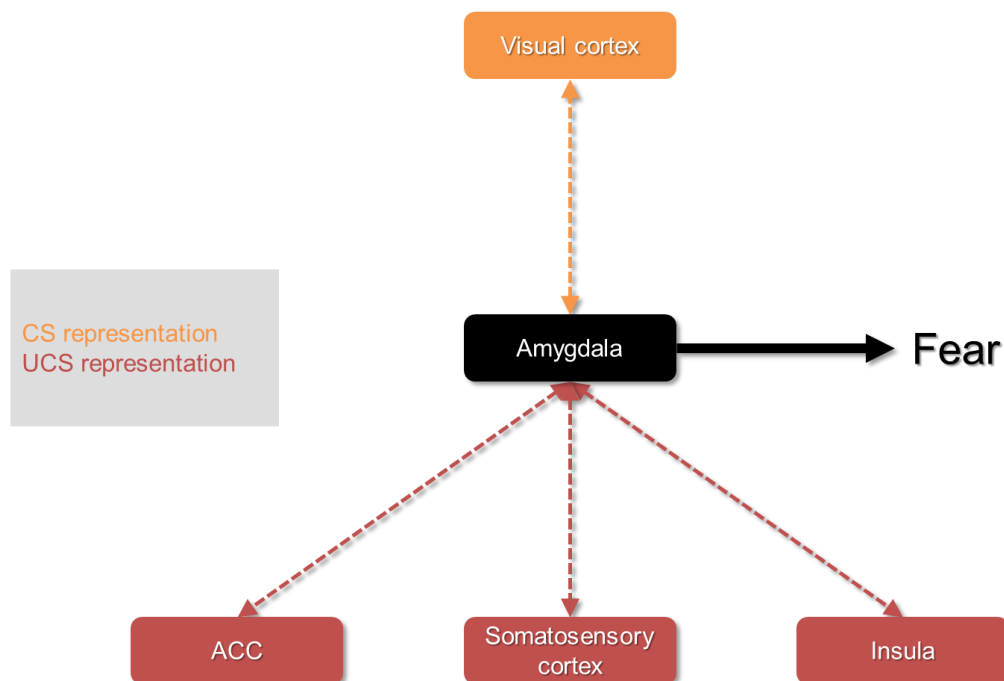 Visual cortex
CS representation
UCS representation
Amygdala
Fear
ACC
Somatosensory
cortex
Insula